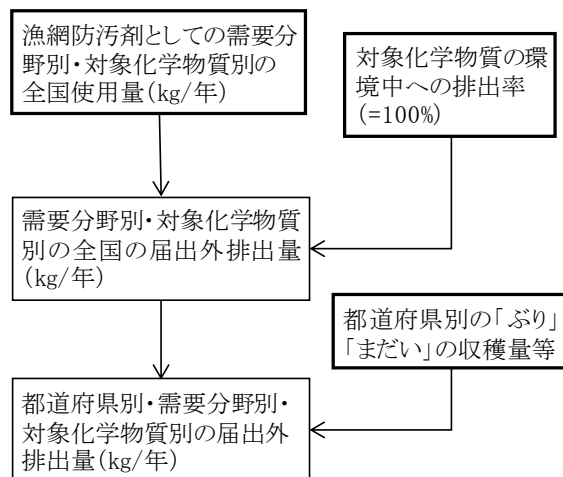 漁網防汚剤としての需要分
野別・対象化学物質別の
全国使用量(kg/年)
対象化学物質の環
境中への排出率
(=100%)
需要分野別・対象化学物質
別の全国の届出外排出量
(kg/年)
都道府県別の「ぶり」
「まだい」の収穫量等
都道府県別・需要分野別・
対象化学物質別の届出外
排出量(kg/年)